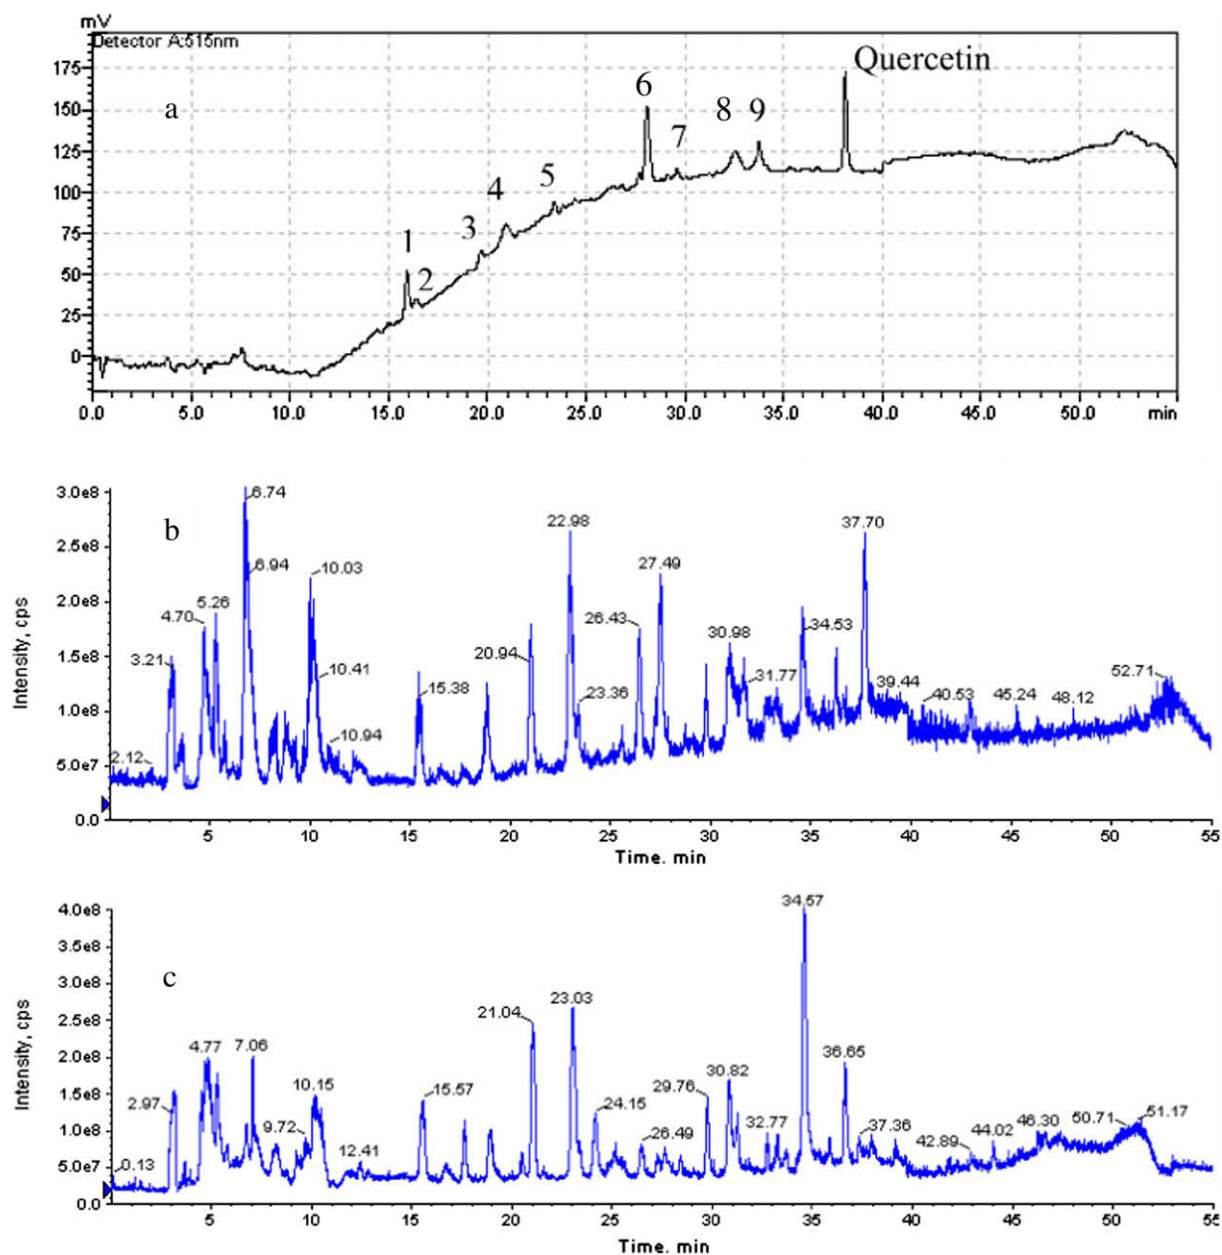 mV
Detector A:515nm
Quercetin
175
a
6
8
9
150
7
125
5
100
4
75
3
1
2
50
25
0
0.0 5.0 10.0 15.0 20.0 25.0 30.0 35.0 40.0 45.0 50.0 min
3.0e8
6.74
b
22.98
37.70
2.5e8
6.94
10.03
27.49
2.0e8
4.70
5.26
26.43
30.98
34.53
Intensity, cps
1.5e8
3.21
10.41
20.94
15.38
23.36
31.77
39.44
52.71
1.0e8
40.53
45.24
48.12
10.94
2.12
5.0e7
0.0
5 10 15 20 25 30 35 40 45 50 55
Time. min
4.0e8
34.57
3.5e8
c
3.0e8
23.03
21.04
2.5e8
4.77
7.06
36.65
2.0e8
Intensity, cps
30.82
10.15
15.57
29.76
1.5e8
2.97
24.15
9.72
32.77
37.36
46.30
50.71
51.17
1.0e8
12.41
26.49
42.89
44.02
0.13
5.0e7
0.0
5 10 15 20 25 30 35 40 45 50 55
Time. min